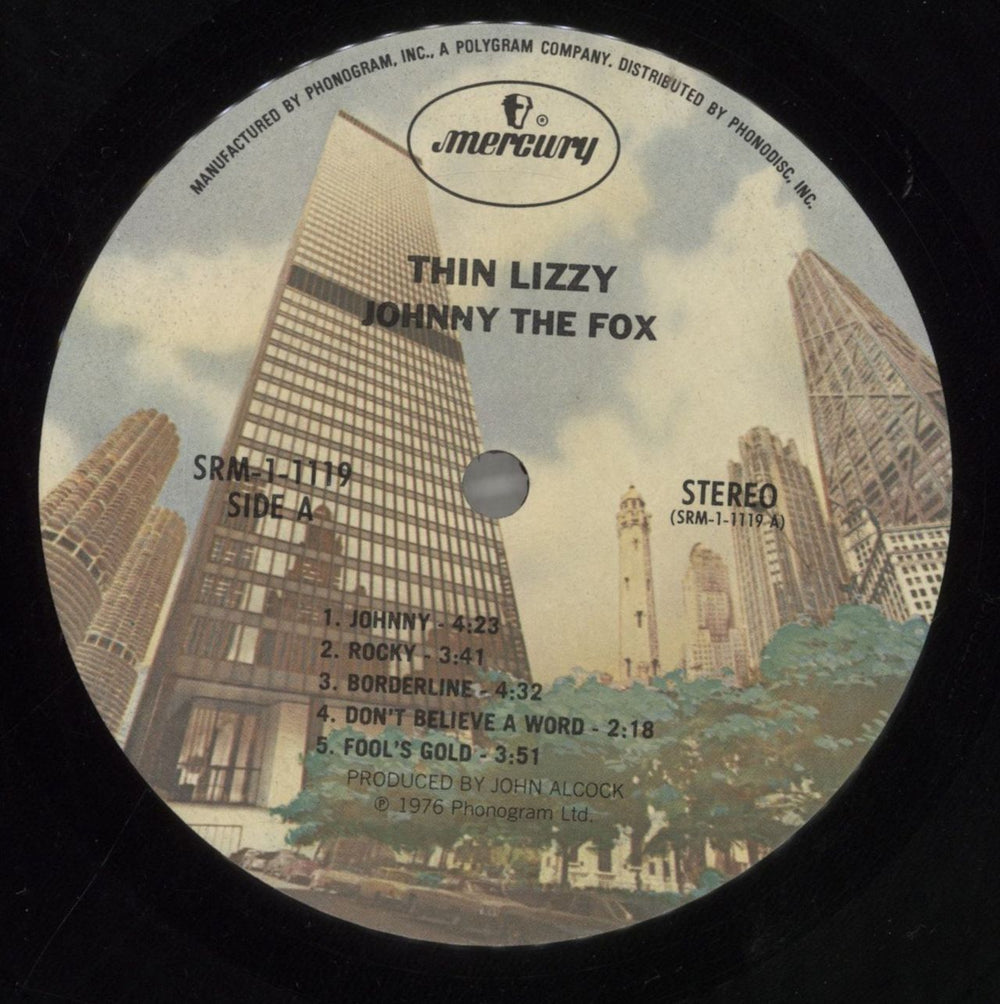 MANUFACTURED BY PHONOGRAM, INC., A POLYGRAM COMPANY. DISTRIBUTED BY PHONODISC, INC.
mercury ®
THIN LIZZY
JOHNNY THE FOX
SRM-1-1119
SIDE A
STEREO
(SRM-1-1119 A)
1. JOHNNY - 4:23
2. ROCKY - 3:41
3. BORDERLINE - 4:32
4. DON'T BELIEVE A WORD - 2:18
5. FOOL'S GOLD - 3:51
PRODUCED BY JOHN ALCOCK
℗ 1976 Phonogram Ltd.